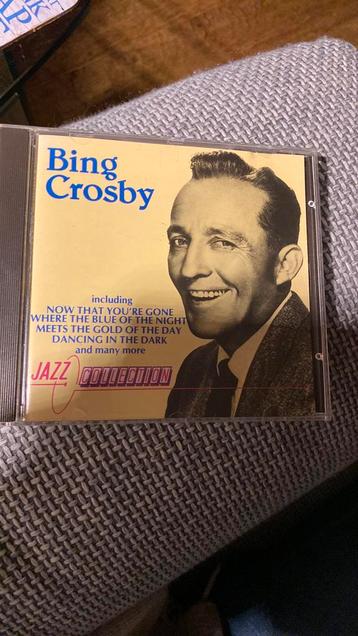 Bing
Crosby
including
NOW THAT YOU'RE GONE
WHERE THE BLUE OF THE NIGHT
MEETS THE GOLD OF THE DAY
DANCING IN THE DARK
and many more
JAZZ COLLECTION